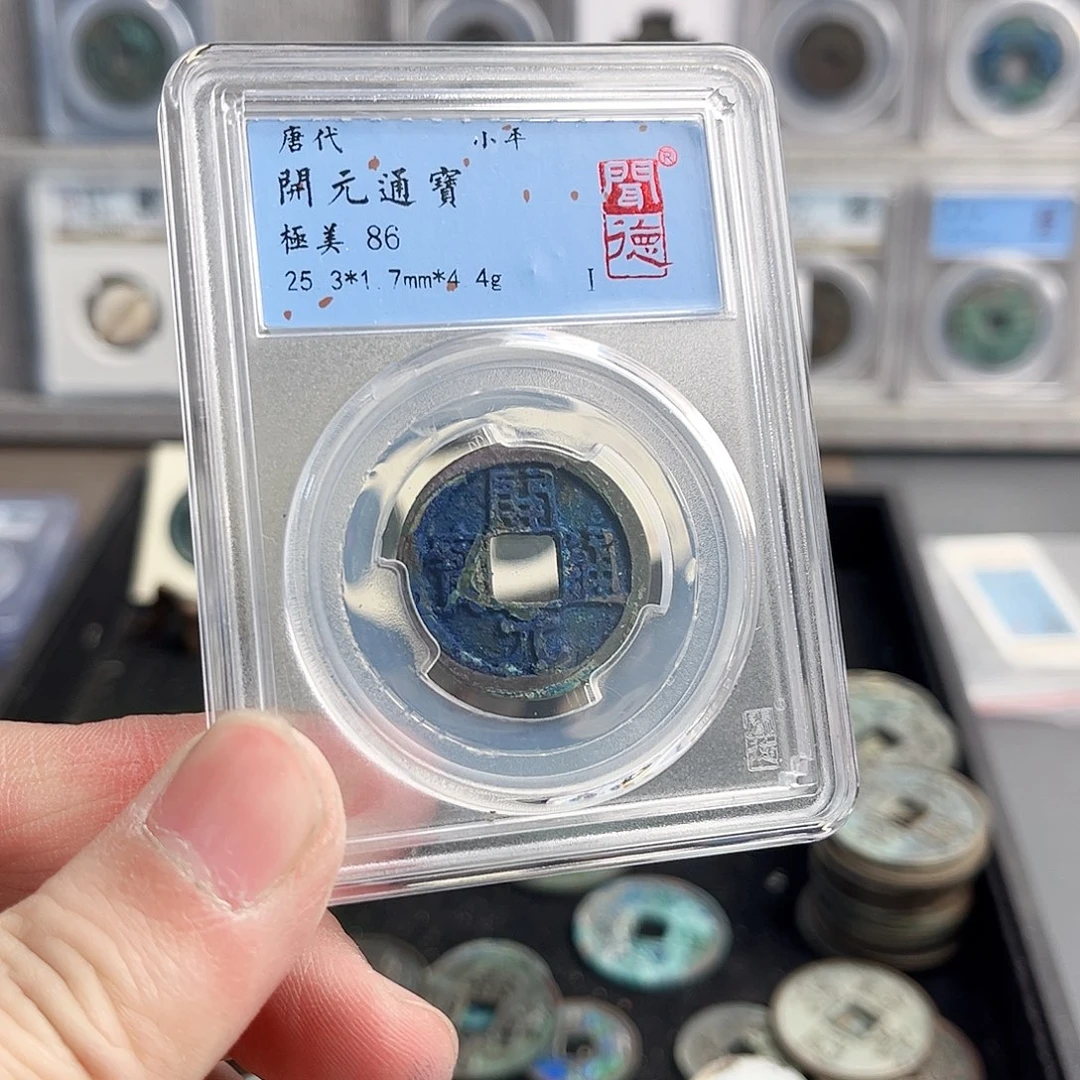 唐代 小平
開元通寶
極美 86
25.3*1.7mm*4.4g I
聞德®
開元通寶